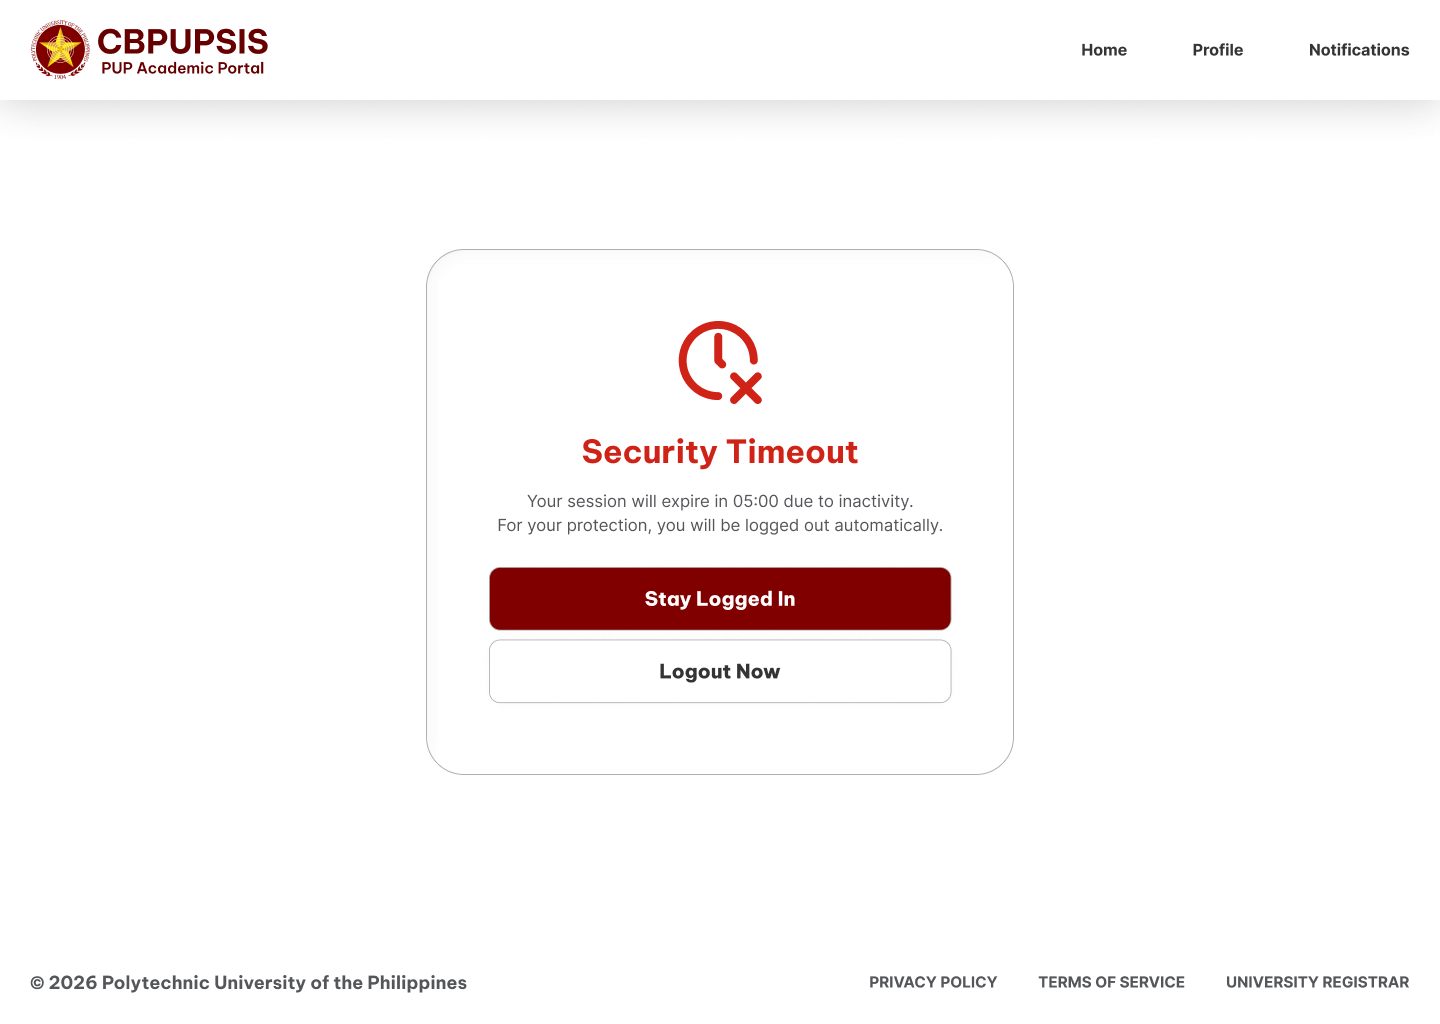 CBPUPSIS
PUP Academic Portal
1904
Home
Profile
Notifications
Security Timeout
Your session will expire in 05:00 due to inactivity.
For your protection, you will be logged out automatically.
Stay Logged In
Logout Now
© 2026 Polytechnic University of the Philippines
PRIVACY POLICY
TERMS OF SERVICE
UNIVERSITY REGISTRAR